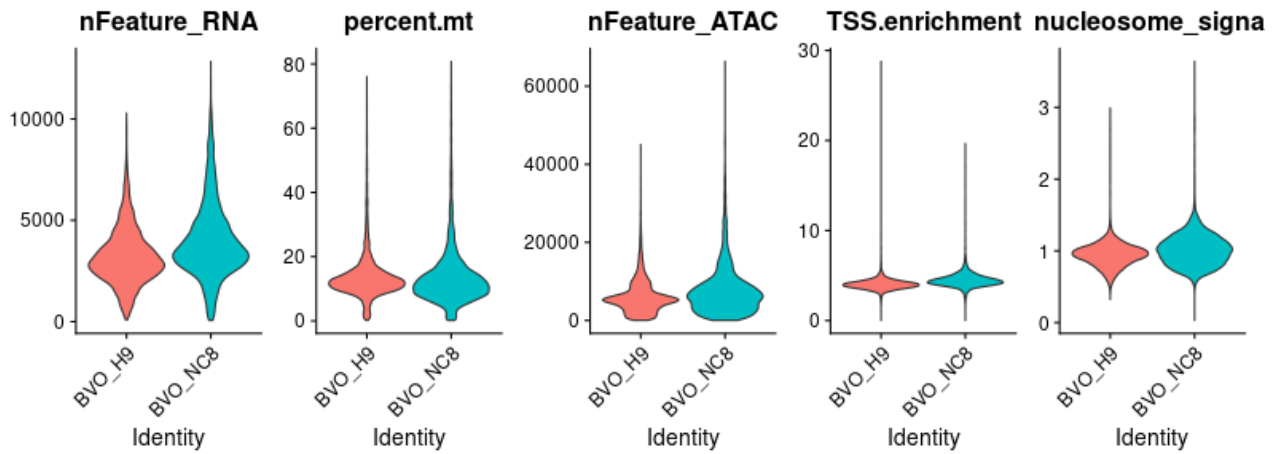 nFeature_RNA
10000
5000
0
BVO_H9
BVO_NC8
Identity
percent.mt
80
60
40
20
0
BVO_H9
BVO_NC8
Identity
nFeature_ATAC
60000
40000
20000
0
BVO_H9
BVO_NC8
Identity
TSS.enrichment
30
20
10
0
BVO_H9
BVO_NC8
Identity
nucleosome_signa
3
2
1
0
BVO_H9
BVO_NC8
Identity